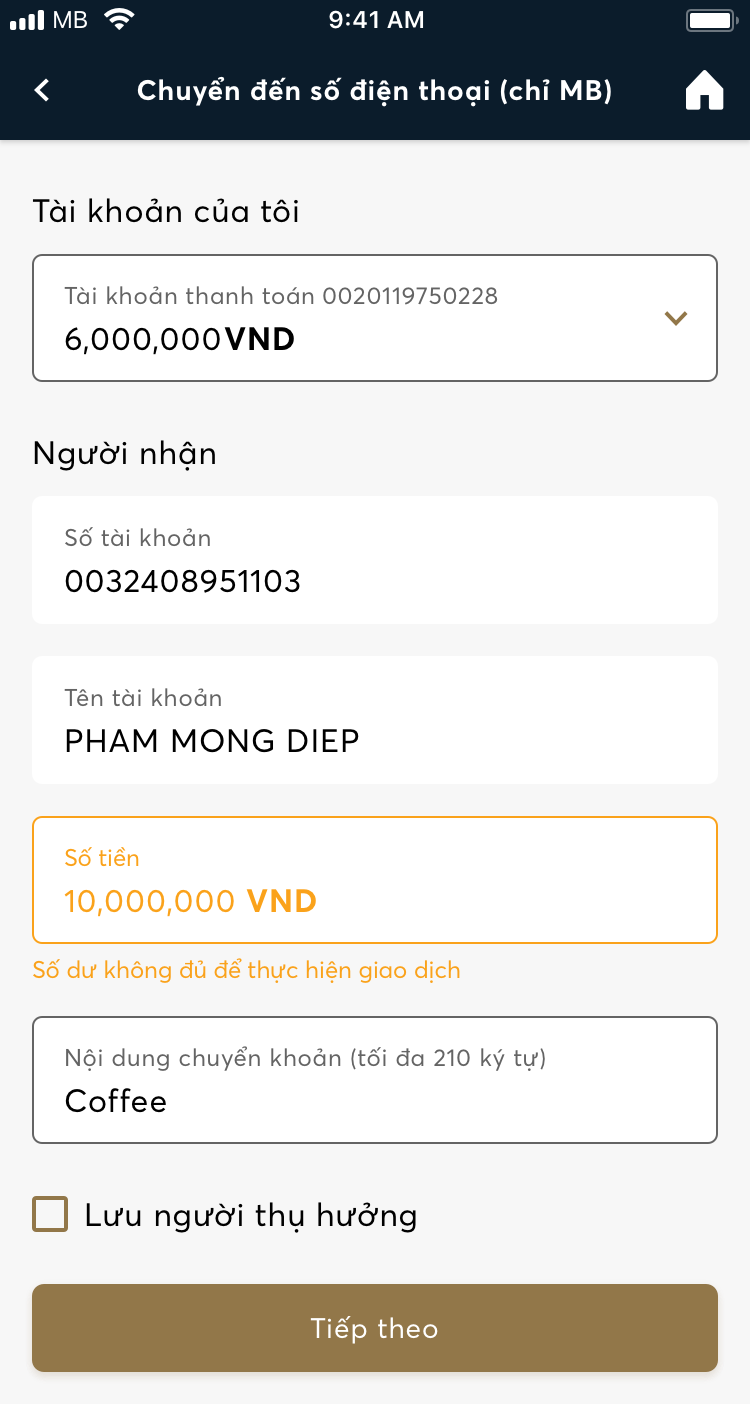 MB
9:41 AM
Chuyển đến số điện thoại (chỉ MB)
Tài khoản của tôi
Tài khoản thanh toán 0020119750228
6,000,000VND
Người nhận
Số tài khoản
0032408951103
Tên tài khoản
PHAM MONG DIEP
Số tiền
10,000,000 VND
Số dư không đủ để thực hiện giao dịch
Nội dung chuyển khoản (tối đa 210 ký tự)
Coffee
Lưu người thụ hưởng
Tiếp theo